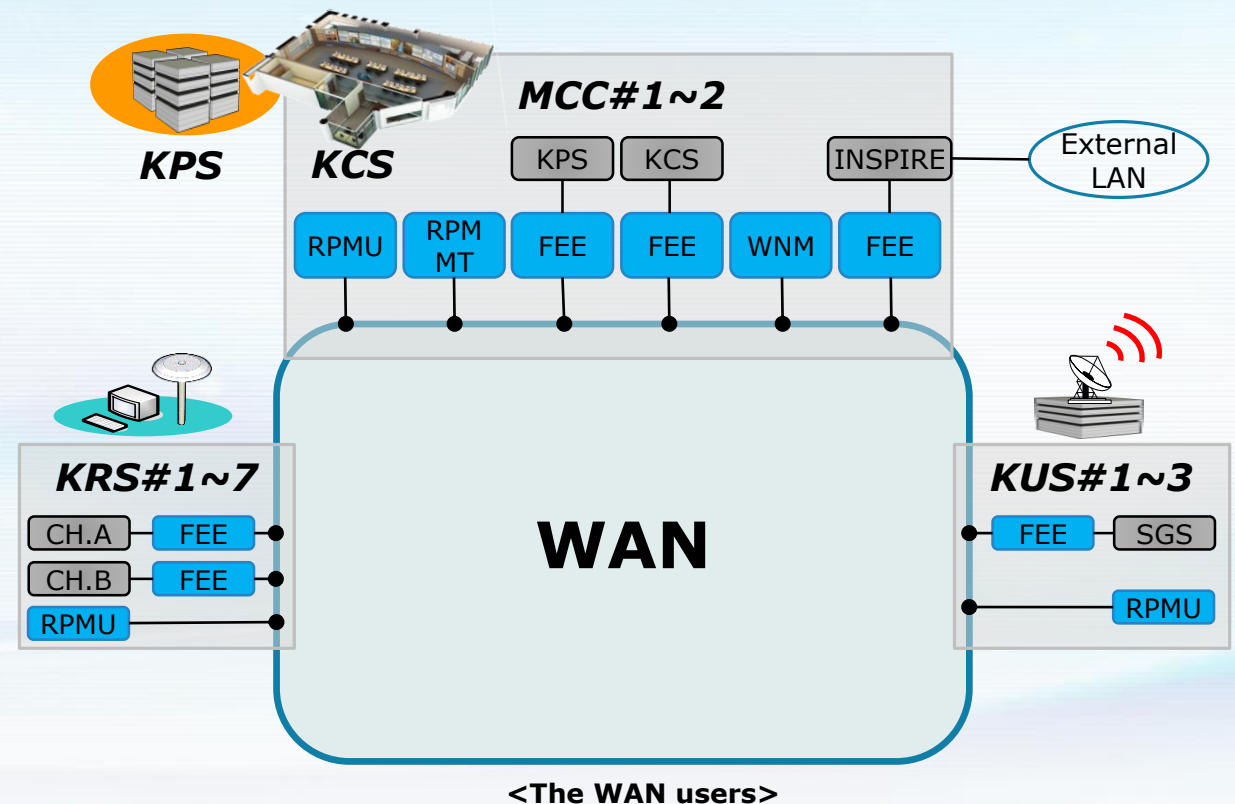 MCC#1~2
KPS
KCS
KPS
KCS
INSPIRE
External
LAN
RPMU
RPM
MT
FEE
FEE
WNM
FEE
KRS#1~7
CH.A
FEE
CH.B
FEE
RPMU
WAN
KUS#1~3
FEE
SGS
RPMU
<The WAN users>